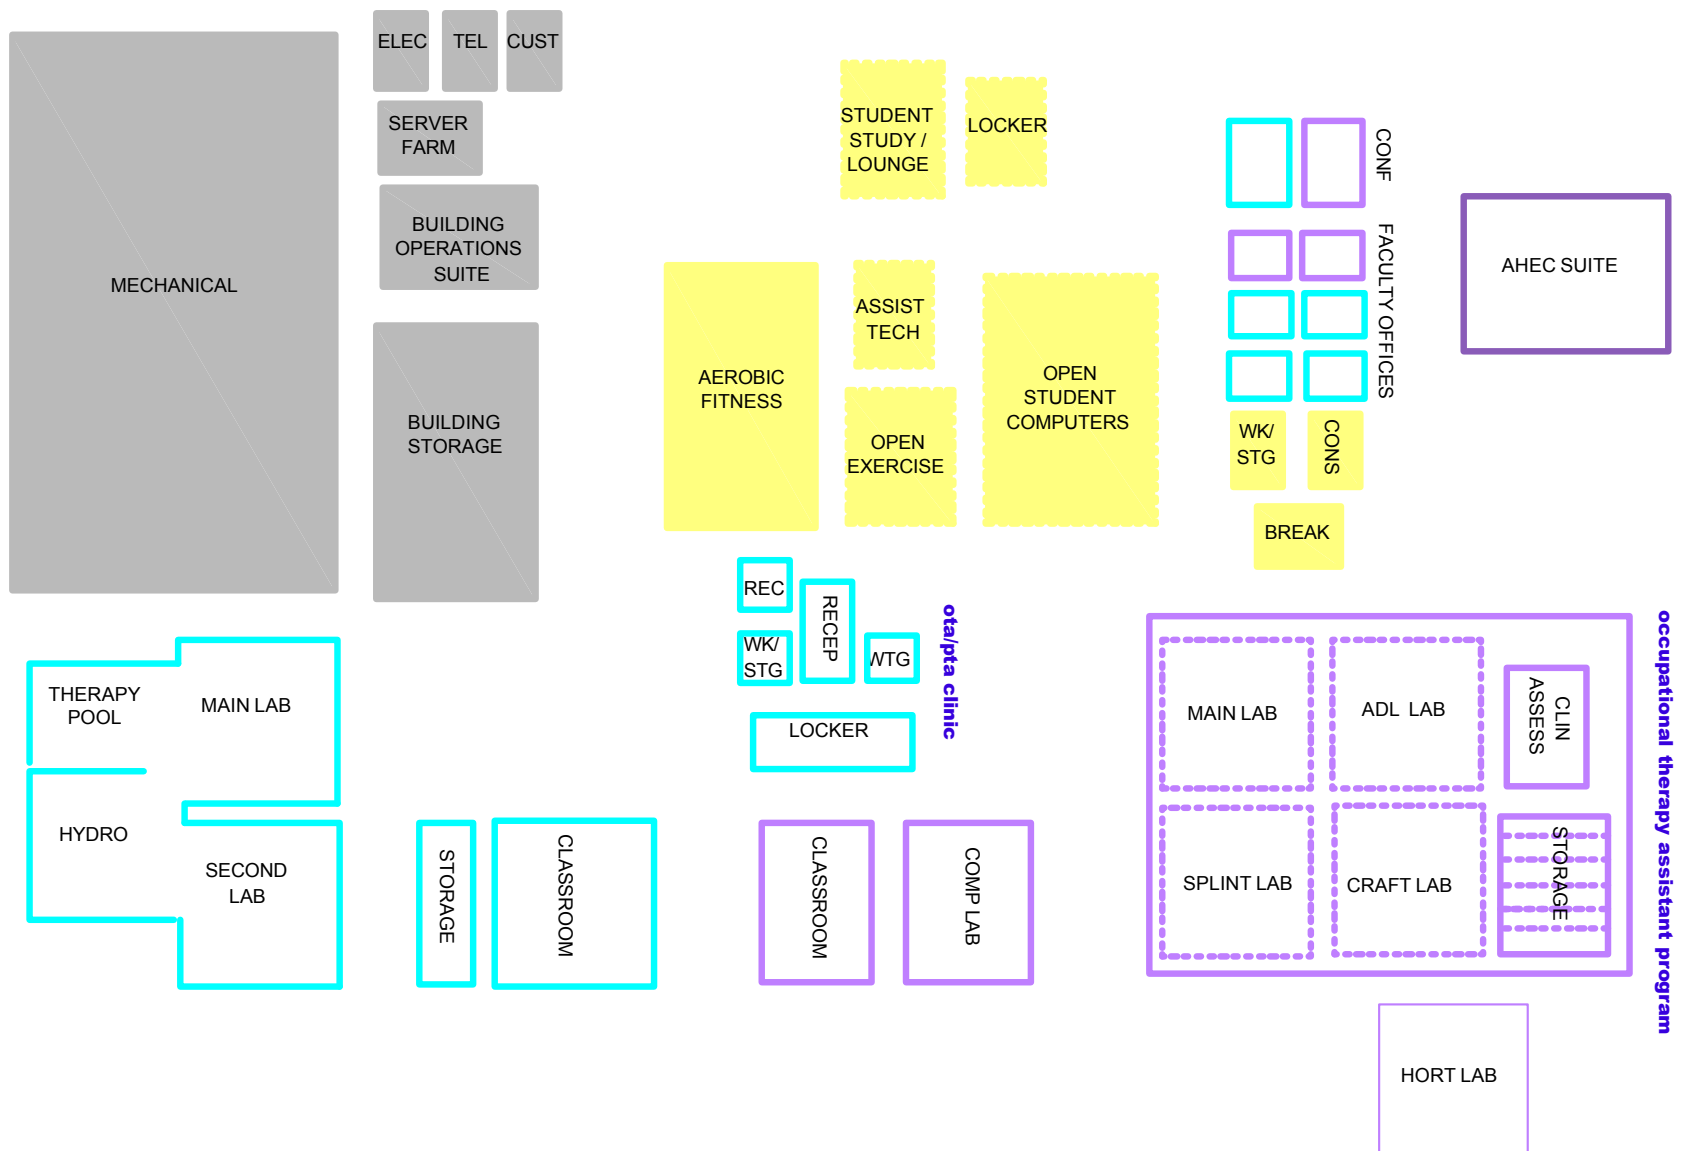 ELEC
TEL
CUST
SERVER
FARM
BUILDING
OPERATIONS
SUITE
MECHANICAL
BUILDING
STORAGE
STUDENT
STUDY /
LOUNGE
LOCKER
ASSIST
TECH
AEROBIC
FITNESS
OPEN
EXERCISE
OPEN
STUDENT
COMPUTERS
CONF
FACULTY OFFICES
WK/
STG
CONS
BREAK
AHEC SUITE
REC
RECEP
WK/
STG
WTG
LOCKER
ota/pta clinic
THERAPY
POOL
MAIN LAB
HYDRO
SECOND
LAB
STORAGE
CLASSROOM
CLASSROOM
COMP LAB
MAIN LAB
ADL LAB
CLIN
ASSESS
SPLINT LAB
CRAFT LAB
STORAGE
occupational therapy assistant program
HORT LAB